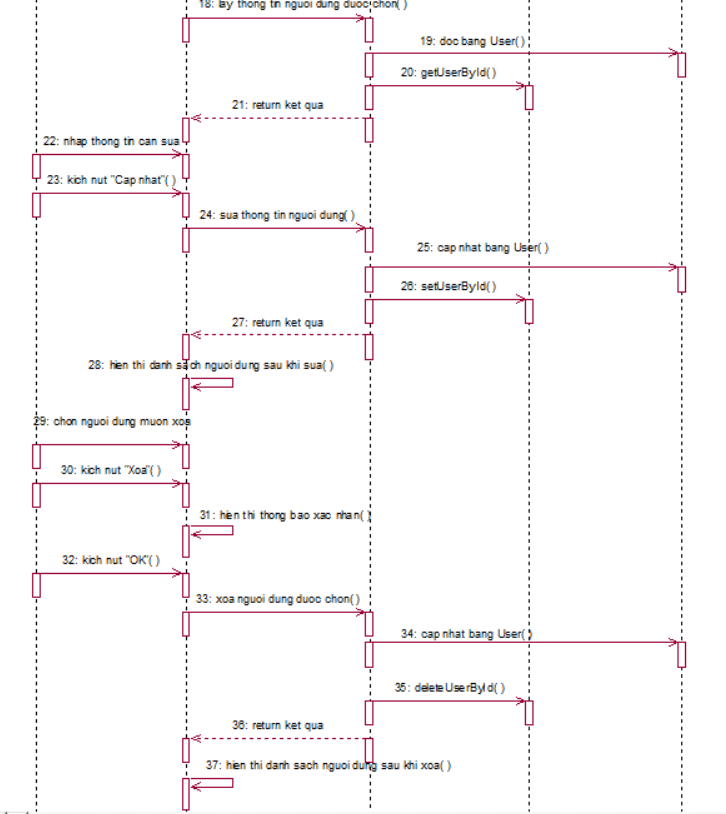 18: lay thong tin nguoi dung duoc chon( )
19: doc bang User( )
20: getUserById( )
21: return ket qua
22: nhap thong tin can sua
23: kich nut "Cap nhat"( )
24: sua thong tin nguoi dung( )
25: cap nhat bang User( )
26: setUserById( )
27: return ket qua
28: hien thi danh sach nguoi dung sau khi sua( )
29: chon nguoi dung muon xoa
30: kich nut "Xoa"( )
31: hien thi thong bao xac nhan( )
32: kich nut "OK"( )
33: xoa nguoi dung duoc chon( )
34: cap nhat bang User( )
35: deleteUserById( )
36: return ket qua
37: hien thi danh sach nguoi dung sau khi xoa( )